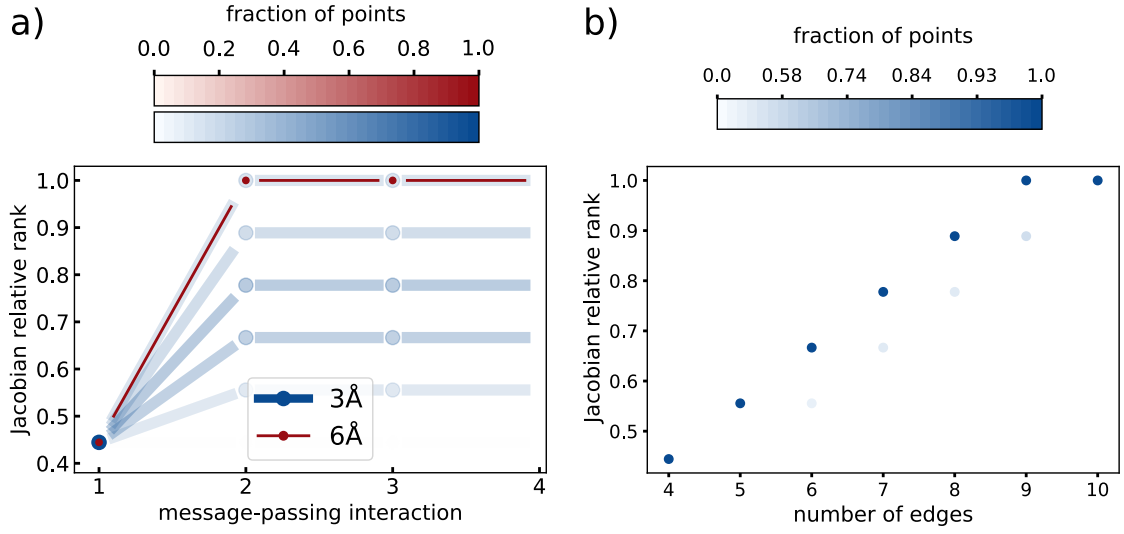 a)
fraction of points
0.0 0.2 0.4 0.6 0.8 1.0
Jacobian relative rank
1.0
0.9
0.8
0.7
0.6
0.5
0.4
3Å
6Å
1 2 3 4
message-passing interaction
b)
fraction of points
0.0 0.58 0.74 0.84 0.93 1.0
Jacobian relative rank
1.0
0.9
0.8
0.7
0.6
0.5
4 5 6 7 8 9 10
number of edges